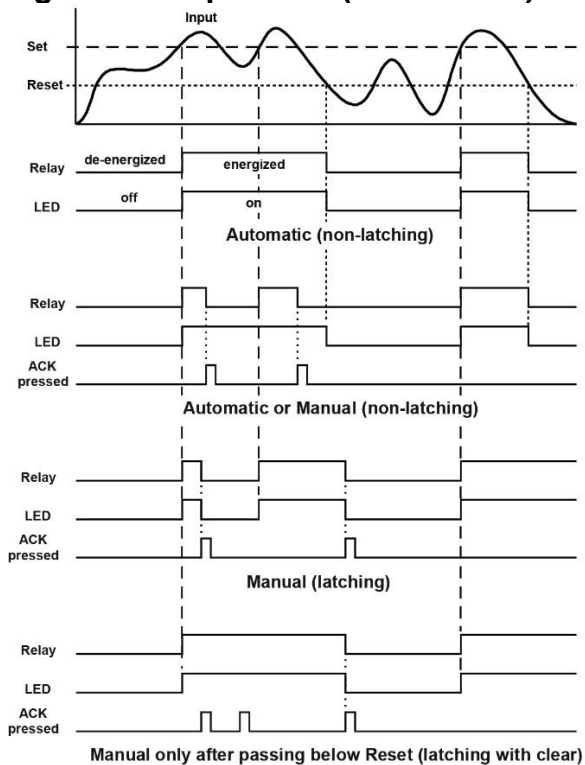 Input
Set
Reset
Relay
de-energized
energized
LED
off
on
Automatic (non-latching)
Relay
LED
ACK
pressed
Automatic or Manual (non-latching)
Relay
LED
ACK
pressed
Manual (latching)
Relay
LED
ACK
pressed
Manual only after passing below Reset (latching with clear)